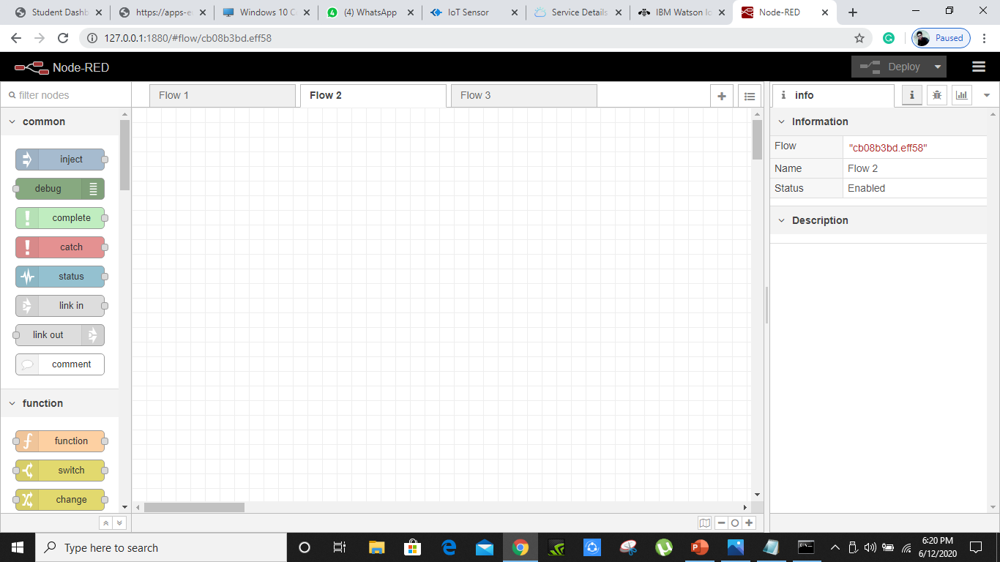 Student Dashb
https://apps-e
Windows 10 C
(4) WhatsApp
IoT Sensor
Service Details
IBM Watson Io
Node-RED
127.0.0.1:1880/#flow/cb08b3bd.eff58
Paused
Node-RED
Deploy
filter nodes
Flow 1
Flow 2
Flow 3
info
common
inject
debug
complete
catch
status
link in
link out
comment
function
function
switch
change
Information
Flow "cb08b3bd.eff58"
Name Flow 2
Status Enabled
Description
Type here to search
6:20 PM
6/12/2020